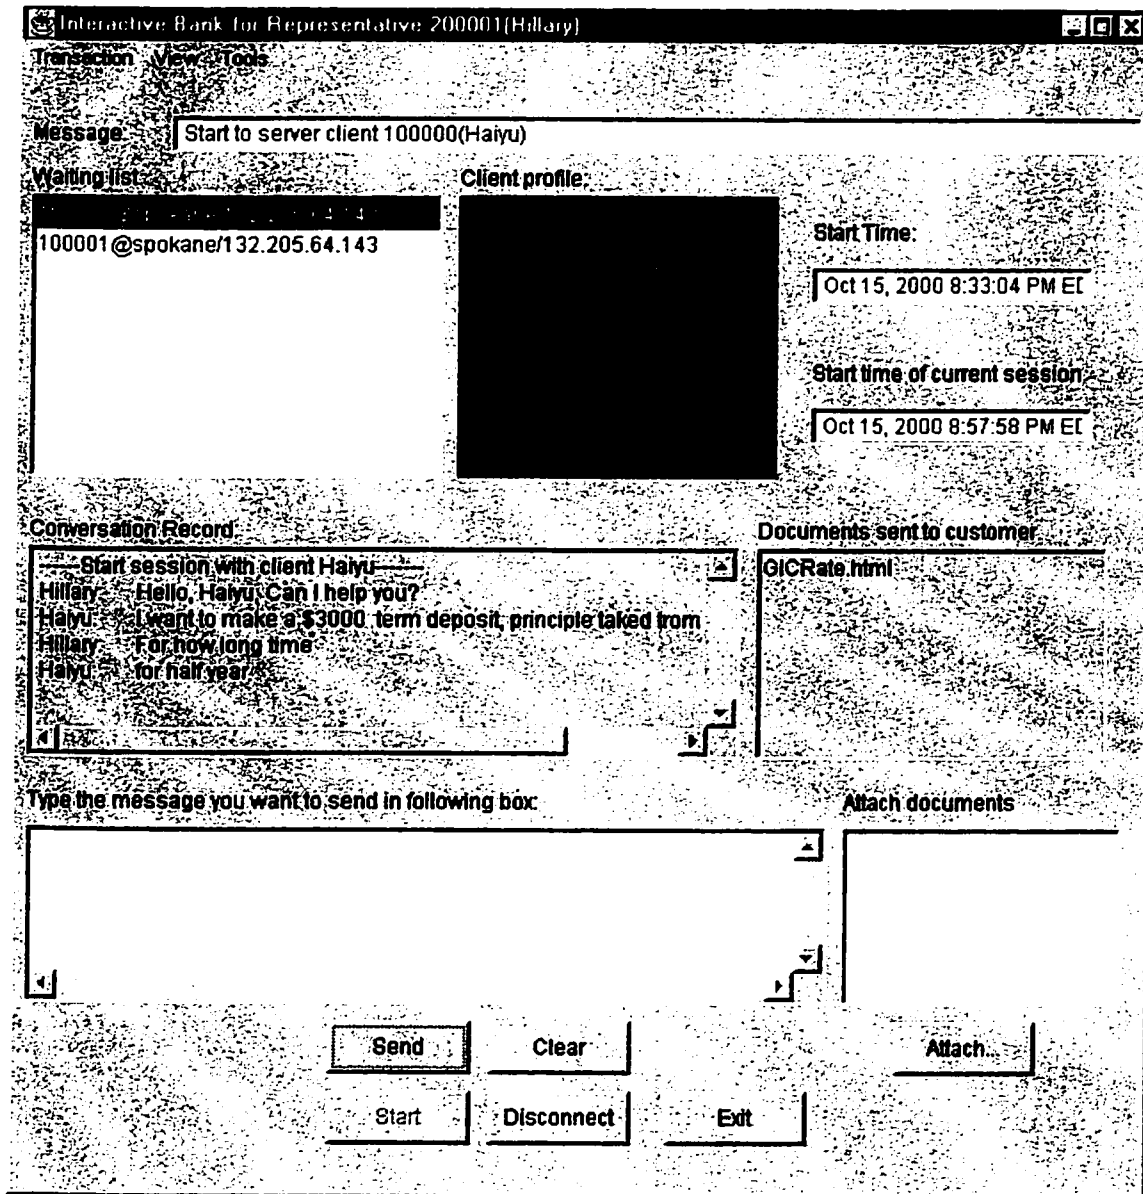 Interactive Bank for Representative 200001(Hillary)
Transaction View Tools
Message: Start to server client 100000(Haiyu)
Waiting list:
Client profile:
100001@spokane/132.205.64.143
Start Time:
Oct 15, 2000 8:33:04 PM ED
Start time of current session
Oct 15, 2000 8:57:58 PM ED
Conversation Record
-----Start session with client Haiyu-----
Hillary: Hello, Haiyu, Can I help you?
Haiyu: I want to make a $3000 term deposit, principle taked from
Hillary: For how long time
Haiyu: for half year
Documents sent to customer
GICRate.html
Type the message you want to send in following box:
Attach documents
Send Clear Attach...
Start Disconnect Exit